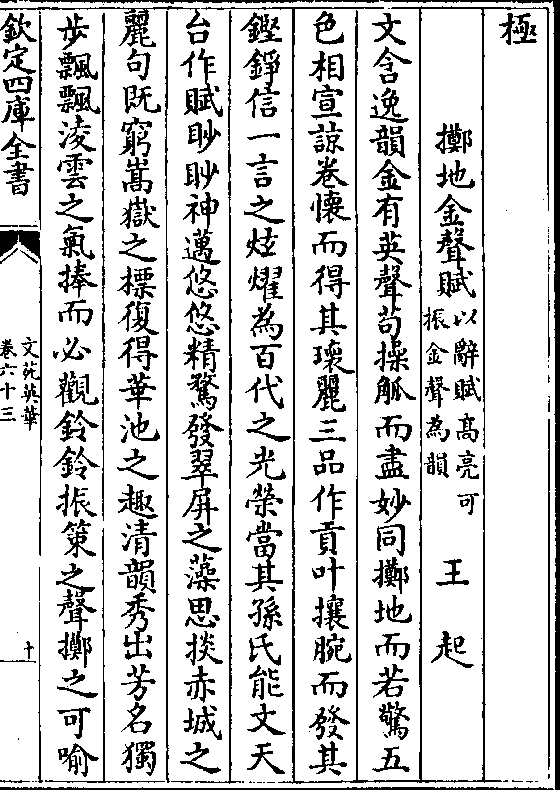 極
擲地金聲賦以辭賦高亮可振金聲為韻 王起
文含逸韻金有英聲苟操觚而盡妙同擲地而若驚五
色相宣諒卷懷而得其瓌麗三品作貢叶攘腕而發其
鏗錚信一言之炫燿為百代之光榮當其孫氏能文天
台作賦眇眇神邁悠悠精騖發翠屏之藻思掞赤城之
麗句既窮嵩嶽之摽復得華池之趣清韻秀出芳名獨
步飄飄淩雲之氣捧而必觀鈴鈴振策之聲擲之可喻
欽定四庫全書
文苑英華
卷六十三
十